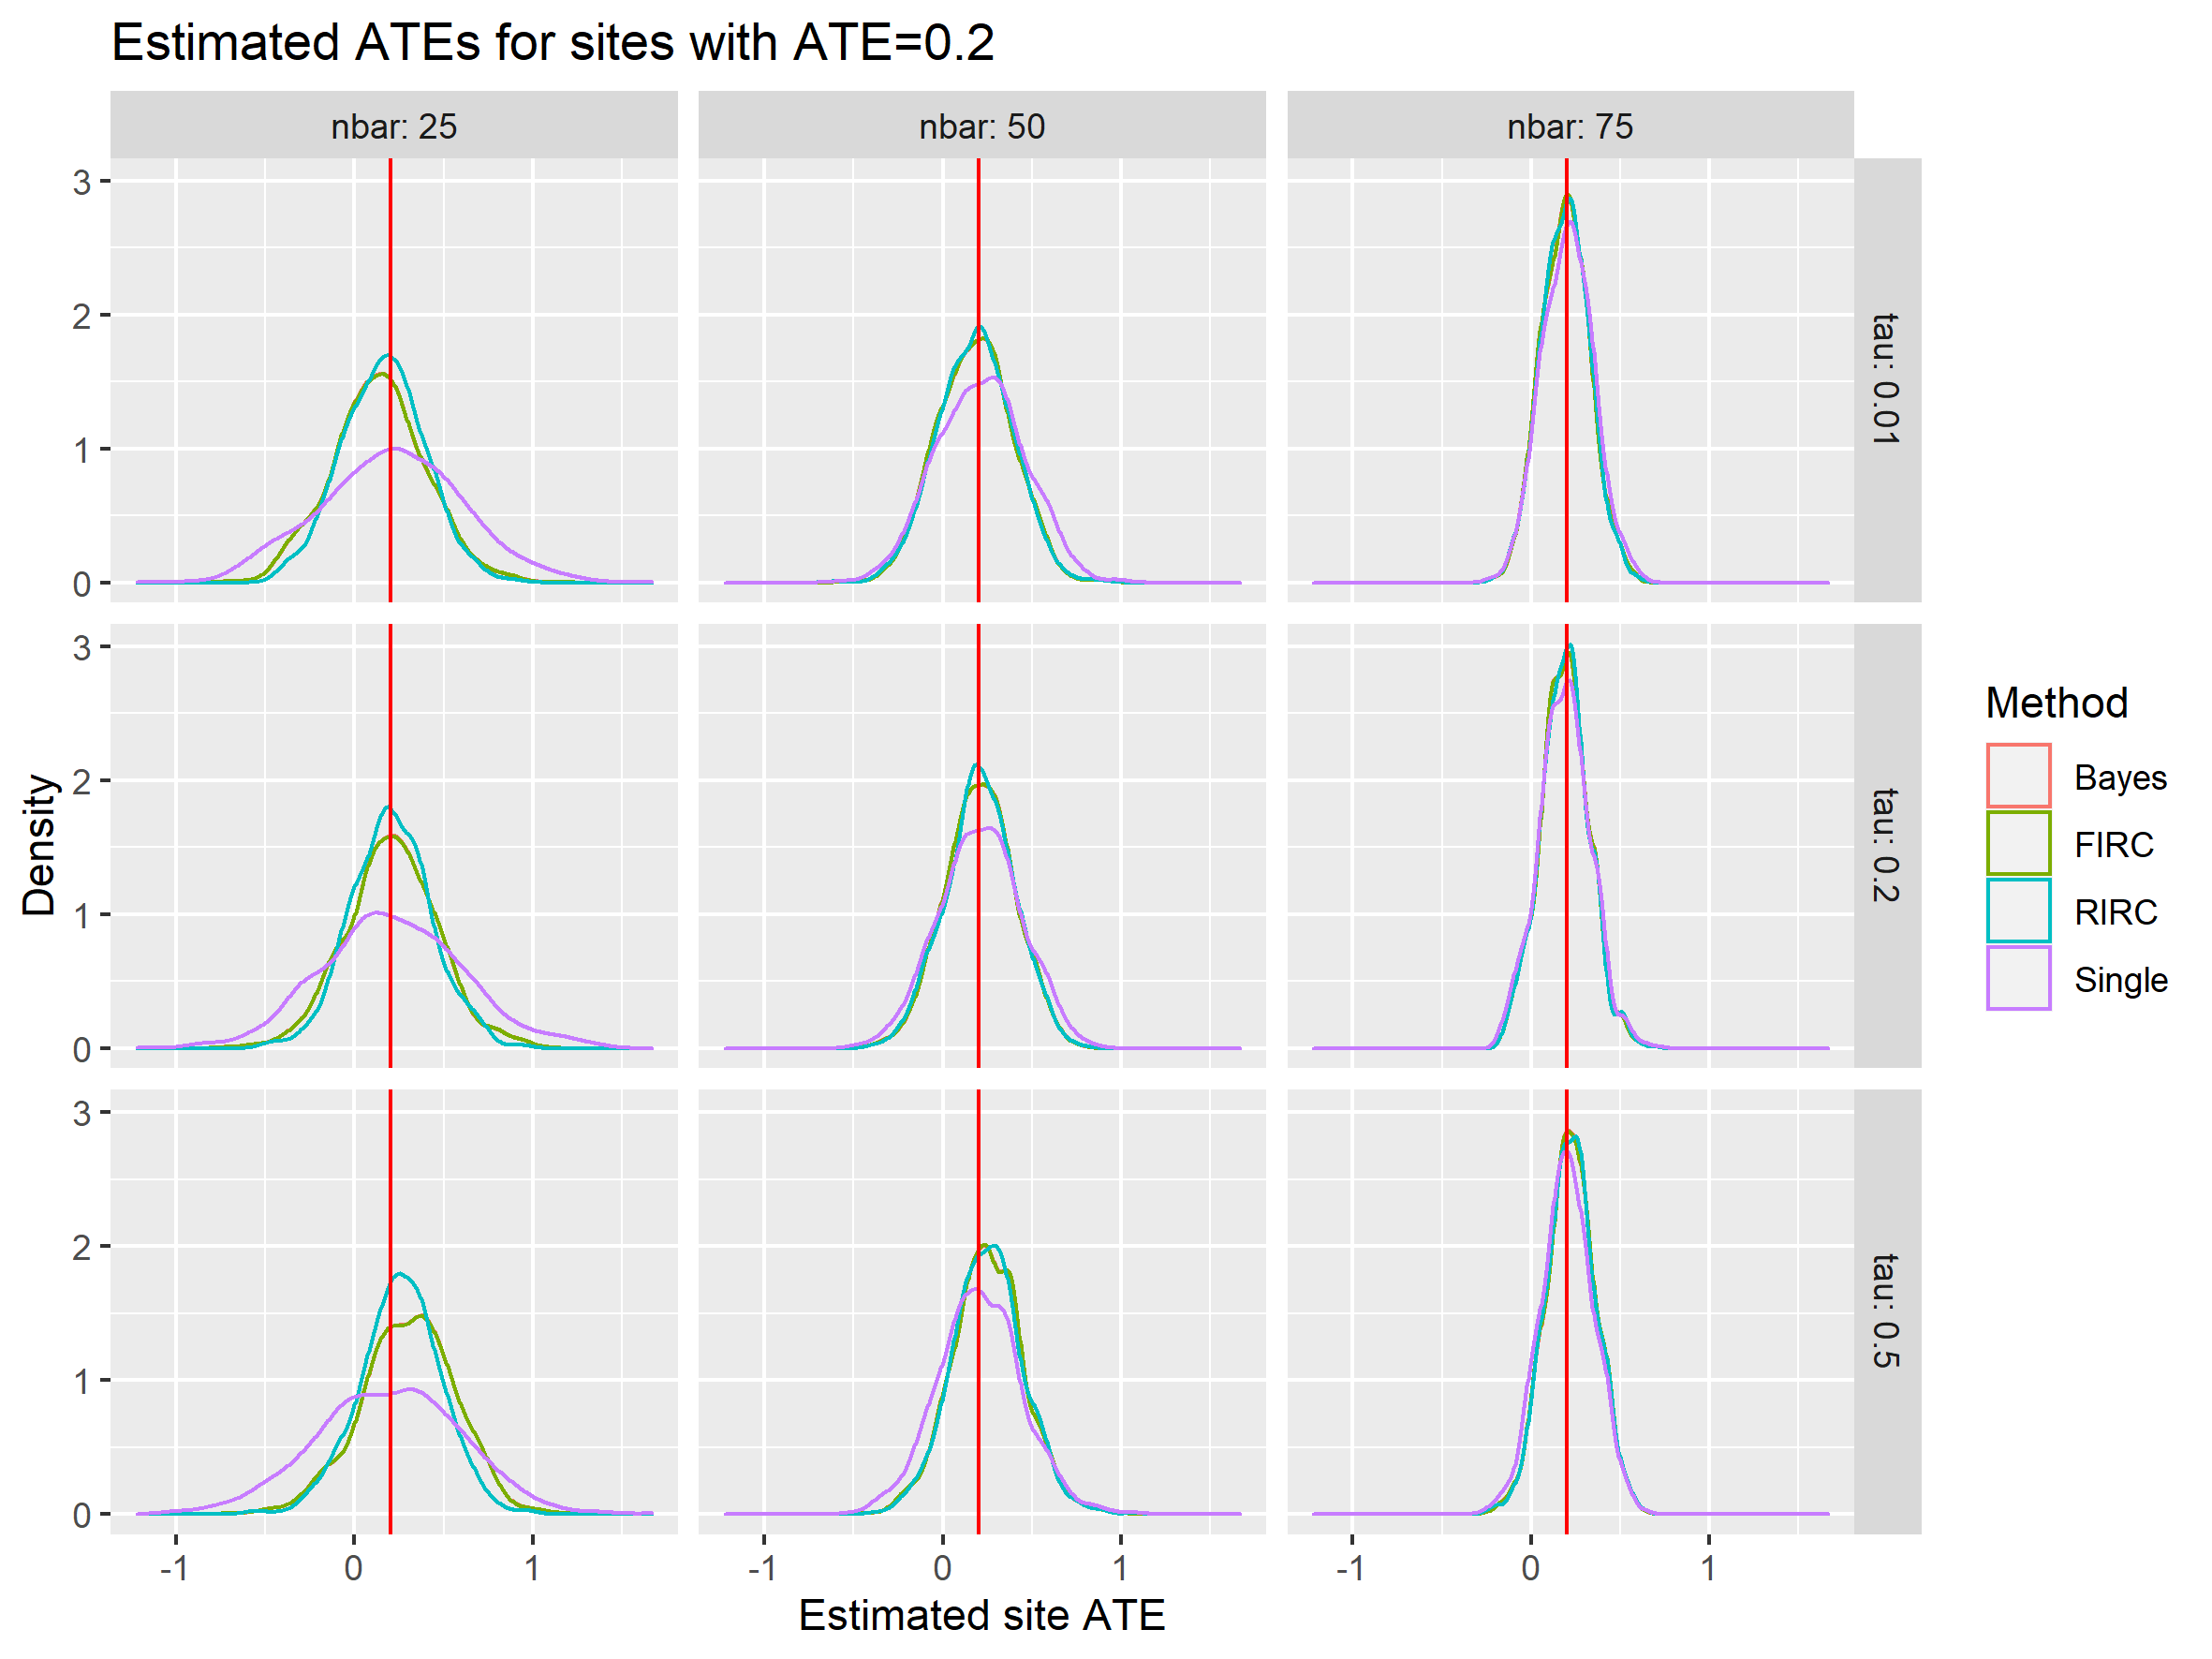 Estimated ATEs for sites with ATE=0.2
nbar: 25
nbar: 50
nbar: 75
3
2
1
0
tau: 0.01
3
2
1
0
tau: 0.2
3
2
1
0
tau: 0.5
-1
0
1
-1
0
1
-1
0
1
Density
Estimated site ATE
Method
Bayes
FIRC
RIRC
Single